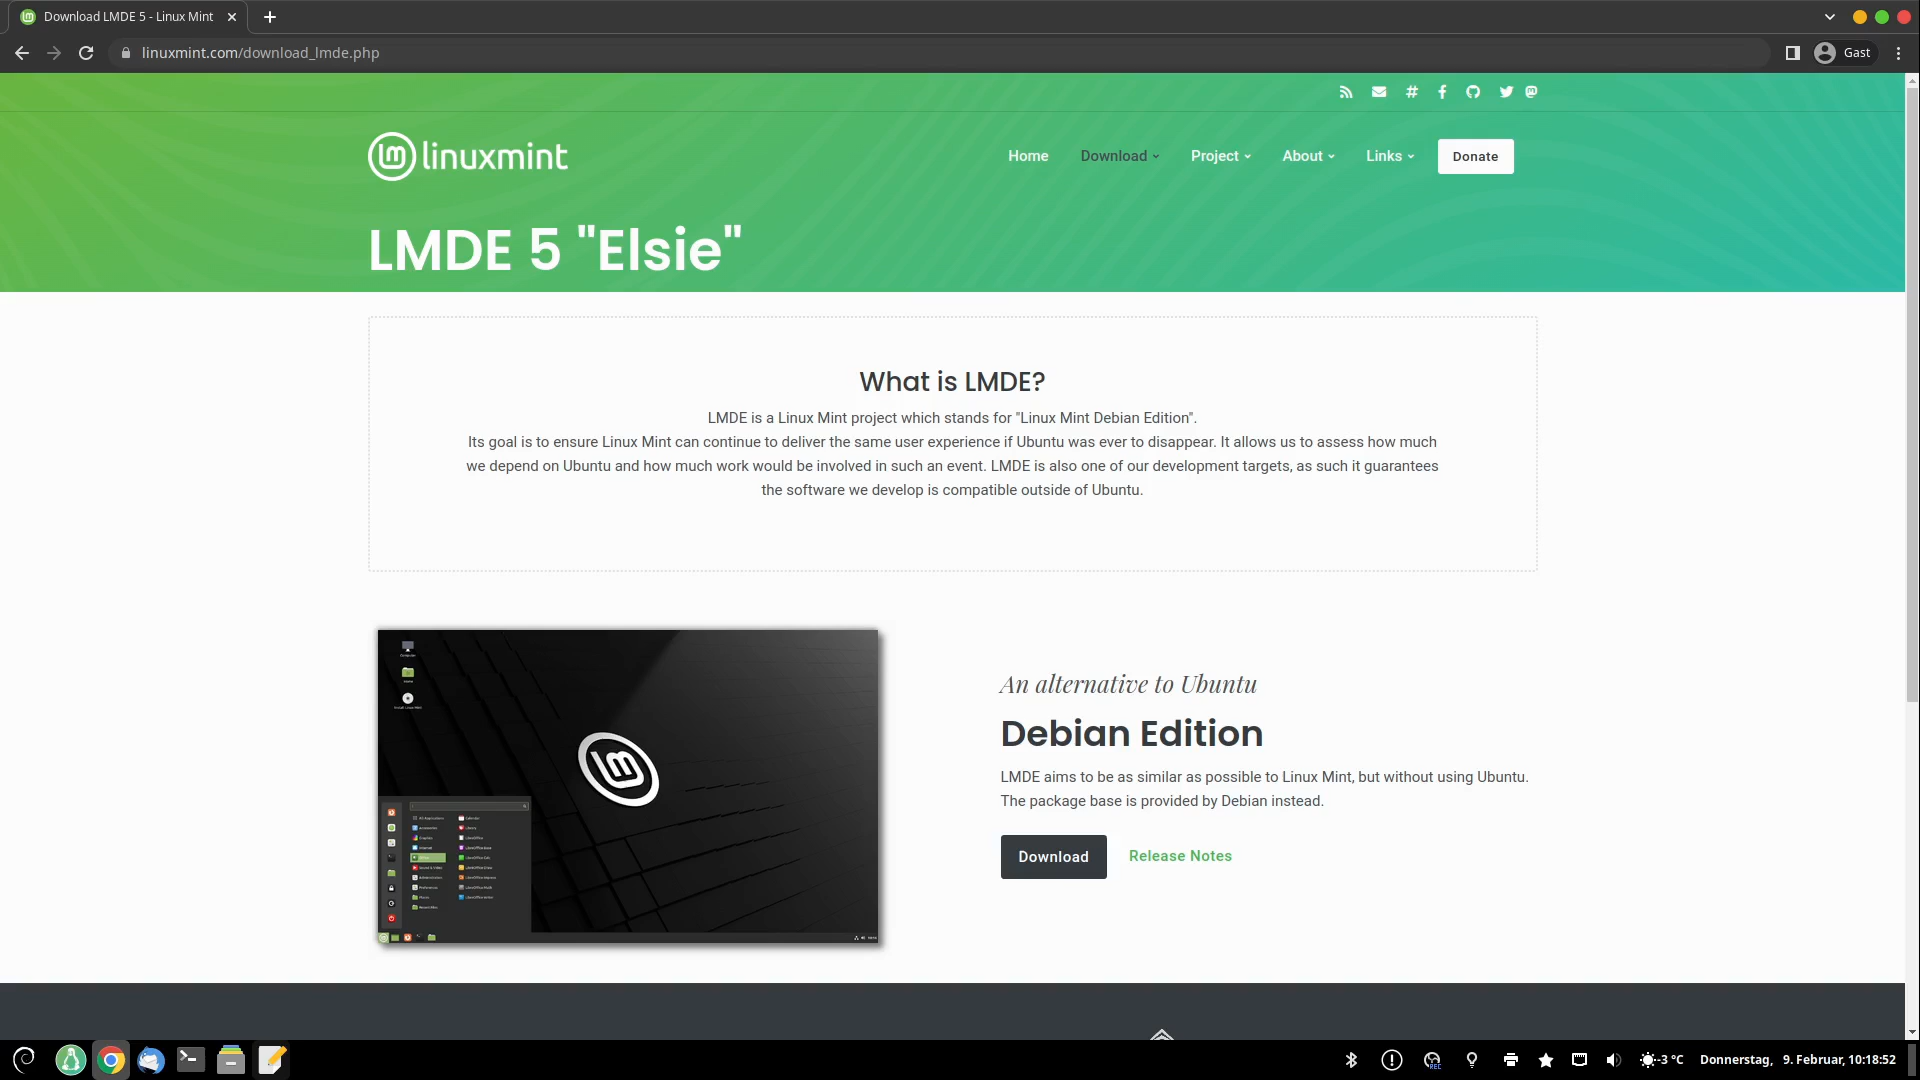 Download LMDE 5 - Linux Mint
linuxmint.com/download_lmde.php
Gast
linuxmint
Home
Download
Project
About
Links
Donate
LMDE 5 "Elsie"
What is LMDE?
LMDE is a Linux Mint project which stands for "Linux Mint Debian Edition".
Its goal is to ensure Linux Mint can continue to deliver the same user experience if Ubuntu was ever to disappear. It allows us to assess how much
we depend on Ubuntu and how much work would be involved in such an event. LMDE is also one of our development targets, as such it guarantees
the software we develop is compatible outside of Ubuntu.
An alternative to Ubuntu
Debian Edition
LMDE aims to be as similar as possible to Linux Mint, but without using Ubuntu.
The package base is provided by Debian instead.
Download
Release Notes
REC
-3 °C
Donnerstag, 9. Februar, 10:18:52